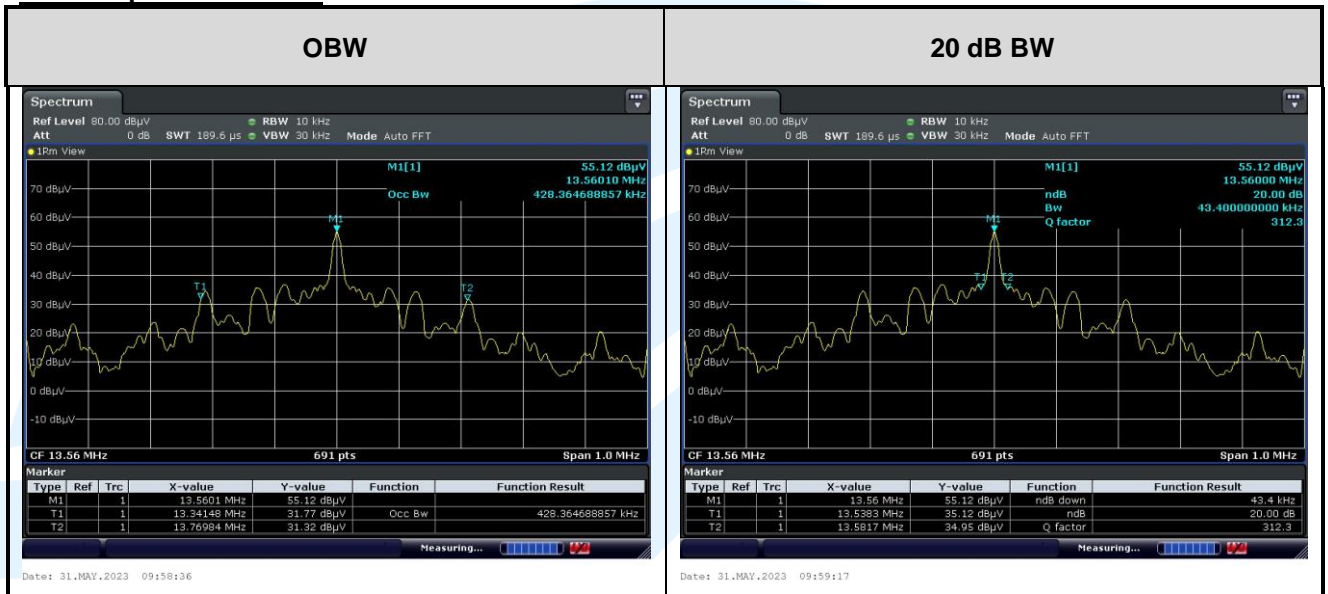 OBW
20 dB BW
Spectrum
Ref Level 80.00 dBµV RBW 10 kHz
Att 0 dB SWT 189.6 µs VBW 30 kHz Mode Auto FFT
1Rm View
M1[1] 55.12 dBµV
13.56010 MHz
Occ Bw 428.364688857 kHz
70 dBµV
60 dBµV
50 dBµV
40 dBµV
30 dBµV
20 dBµV
10 dBµV
0 dBµV
-10 dBµV
M1
T1
T2
CF 13.56 MHz 691 pts Span 1.0 MHz
Marker
Type Ref Trc X-value Y-value Function Function Result
M1 1 13.5601 MHz 55.12 dBµV
T1 1 13.34148 MHz 31.77 dBµV Occ Bw 428.364688857 kHz
T2 1 13.76984 MHz 31.32 dBµV
Measuring...
Date: 31.MAY.2023 09:58:36
Spectrum
Ref Level 80.00 dBµV RBW 10 kHz
Att 0 dB SWT 189.6 µs VBW 30 kHz Mode Auto FFT
1Rm View
M1[1] 55.12 dBµV
13.56000 MHz
ndB 20.00 dB
Bw 43.400000000 kHz
Q factor 312.3
70 dBµV
60 dBµV
50 dBµV
40 dBµV
30 dBµV
20 dBµV
10 dBµV
0 dBµV
-10 dBµV
M1
T1 T2
CF 13.56 MHz 691 pts Span 1.0 MHz
Marker
Type Ref Trc X-value Y-value Function Function Result
M1 1 13.56 MHz 55.12 dBµV ndB down 43.4 kHz
T1 1 13.5383 MHz 35.12 dBµV ndB 20.00 dB
T2 1 13.5817 MHz 34.95 dBµV Q factor 312.3
Measuring...
Date: 31.MAY.2023 09:59:17